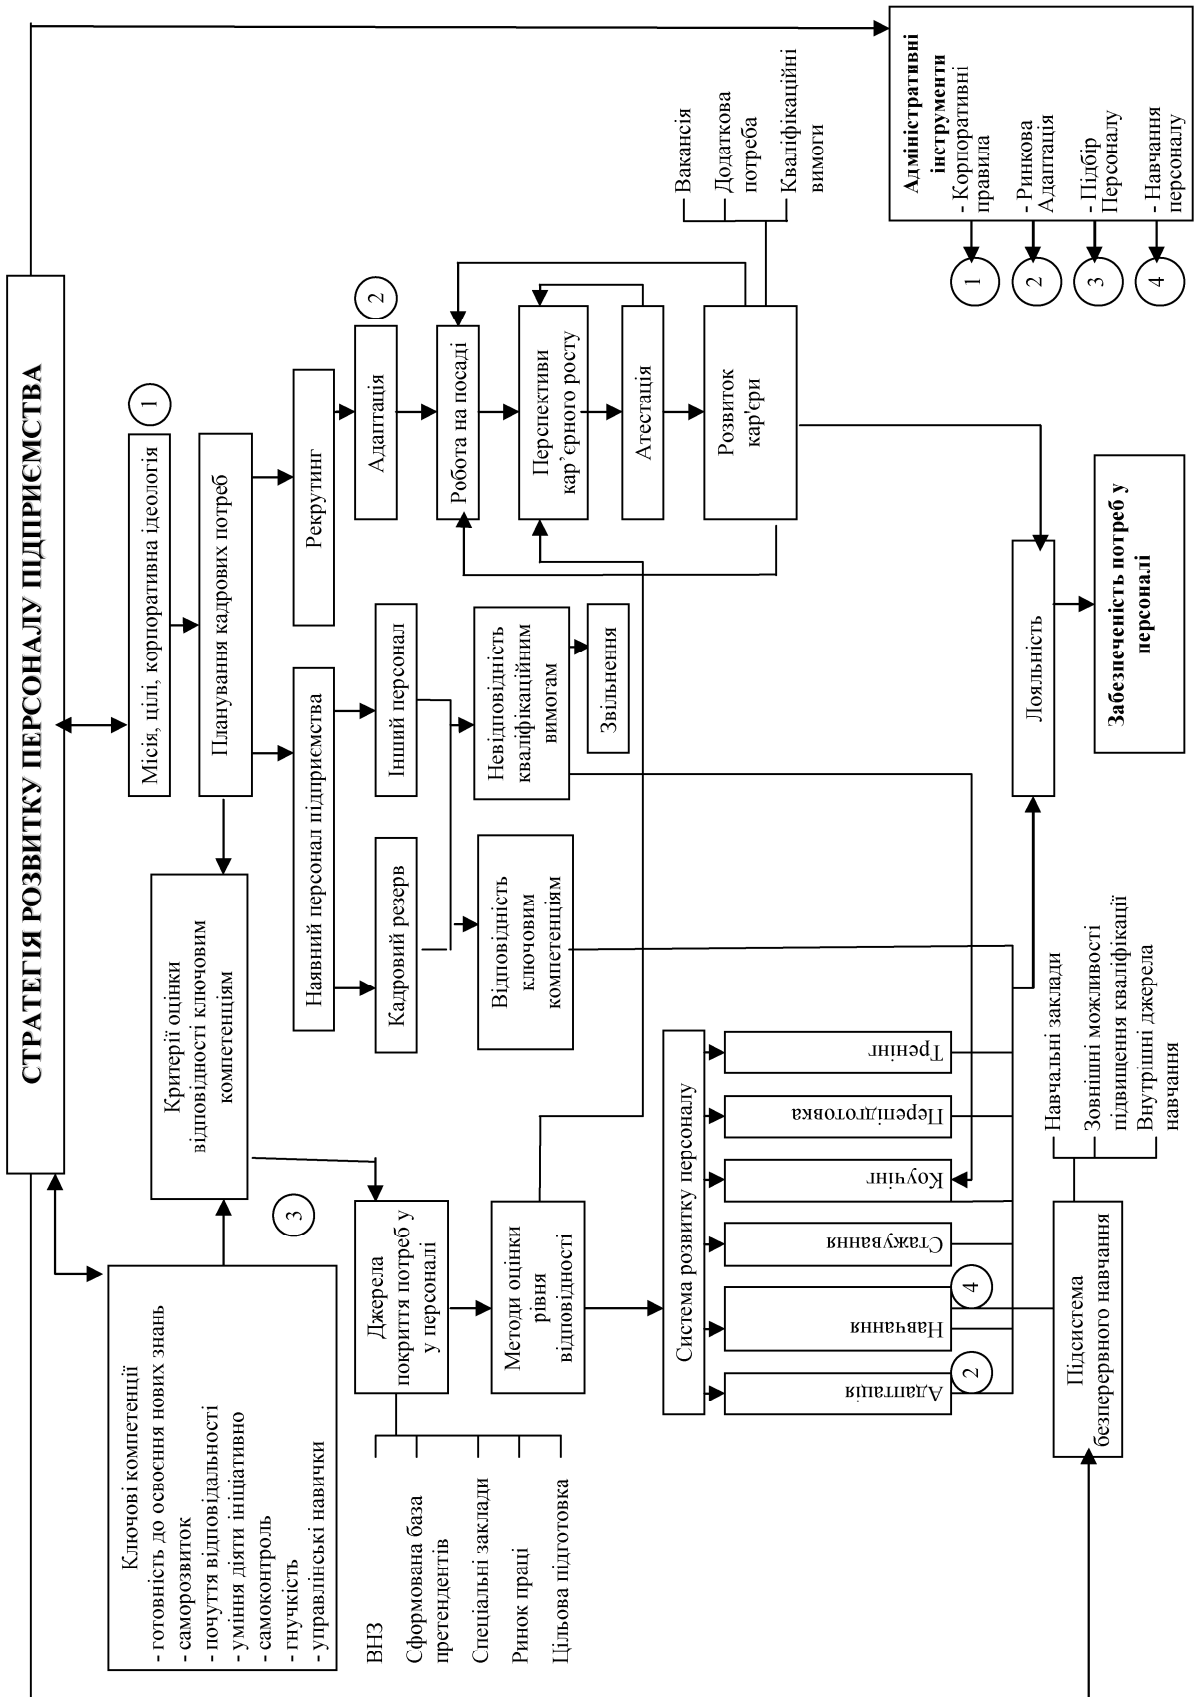 СТРАТЕГІЯ РОЗВИТКУ ПЕРСОНАЛУ ПІДПРИЄМСТВА
Ключові компетенції
- готовність до освоєння нових знань
- саморозвиток
- почуття відповідальності
- уміння діяти ініціативно
- самоконтроль
- гнучкість
- управлінські навички
3
Критерії оцінки
відповідності ключовим
компетенціям
Місія, цілі, корпоративна ідеологія
1
Планування кадрових потреб
Наявний персонал підприємства
Рекрутинг
ВНЗ
Сформована база
претендентів
Спеціальні заклади
Ринок праці
Цільова підготовка
Джерела
покриття потреб у
у персоналі
Кадровий резерв
Інший персонал
Адаптація
2
Методи оцінки
рівня
відповідності
Відповідність
ключовим
компетенціям
Невідповідність
кваліфікаційним
вимогам
Звільнення
Робота на посаді
Перспективи
кар’єрного росту
Атестація
Розвиток
кар'єри
Вакансія
Додаткова
потреба
Кваліфікаційні
вимоги
Система розвитку персоналу
Адаптація
Навчання
Стажування
Коучінг
Перепідготовка
Тренінг
2
4
Адміністративні
інструменти
- Корпоративні
правила
- Ринкова
Адаптація
- Підбір
Персоналу
- Навчання
персоналу
1
2
3
4
Підсистема
безперервного навчання
Навчальні заклади
Зовнішні можливості
підвищення кваліфікації
Внутрішні джерела
навчання
Лояльність
Забезпеченість потреб у
персоналі